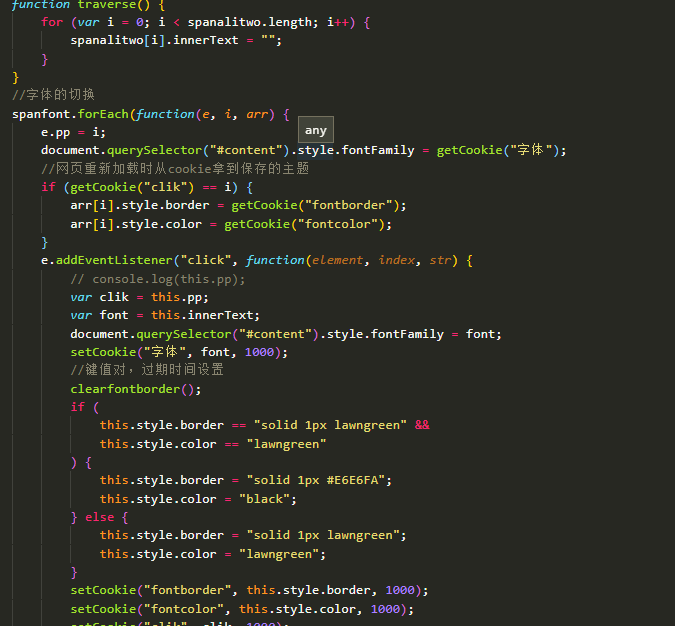 function traverse() {
for (var i = 0; i < spanalitwo.length; i++) {
spanalitwo[i].innerText = "";
}
}
//字体的切换
spanfont.forEach(function(e, i, arr) {
any
e.pp = i;
document.querySelector("#content").style.fontFamily = getCookie("字体");
//网页重新加载时从cookie拿到保存的主题
if (getCookie("clik") == i) {
arr[i].style.border = getCookie("fontborder");
arr[i].style.color = getCookie("fontcolor");
}
e.addEventListener("click", function(element, index, str) {
// console.log(this.pp);
var clik = this.pp;
var font = this.innerText;
document.querySelector("#content").style.fontFamily = font;
setCookie("字体", font, 1000);
//键值对，过期时间设置
clearfontborder();
if (
this.style.border == "solid 1px lawngreen" &&
this.style.color == "lawngreen"
) {
this.style.border = "solid 1px #E6E6FA";
this.style.color = "black";
} else {
this.style.border = "solid 1px lawngreen";
this.style.color = "lawngreen";
}
setCookie("fontborder", this.style.border, 1000);
setCookie("fontcolor", this.style.color, 1000);
setCookie("clik", clik, 1000);